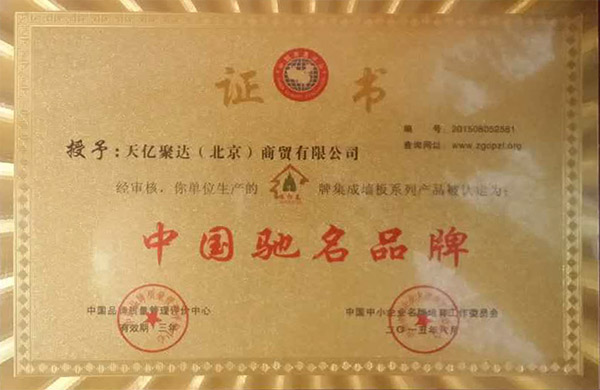 证 书
编 号: 201508052581
查询网址: www.zgopzl.org
授予:天亿聚达(北京)商贸有限公司
经审核,你单位生产的 牌集成墙板系列产品被认定为:
中国驰名品牌
中国品牌质量管理评价中心
有效期 三年
中国中小企业名牌培育工作委员会
二〇一五年六月